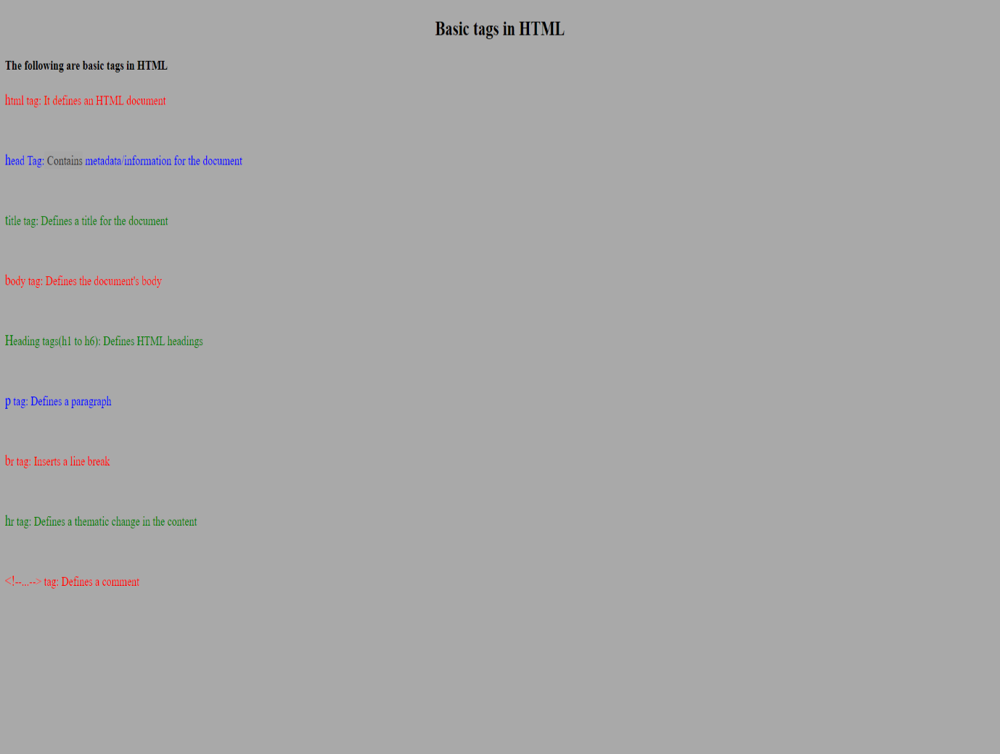 Basic tags in HTML
The following are basic tags in HTML
html tag: It defines an HTML document
head Tag: Contains metadata/information for the document
title tag: Defines a title for the document
body tag: Defines the document's body
Heading tags(h1 to h6): Defines HTML headings
p tag: Defines a paragraph
br tag: Inserts a line break
hr tag: Defines a thematic change in the content
<!--...--> tag: Defines a comment